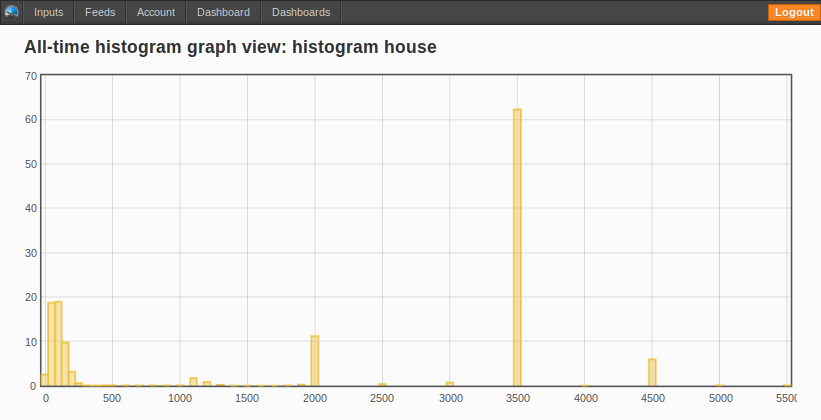 Inputs Feeds Account Dashboard Dashboards Logout
All-time histogram graph view: histogram house
70
60
50
40
30
20
10
0
0 500 1000 1500 2000 2500 3000 3500 4000 4500 5000 5500